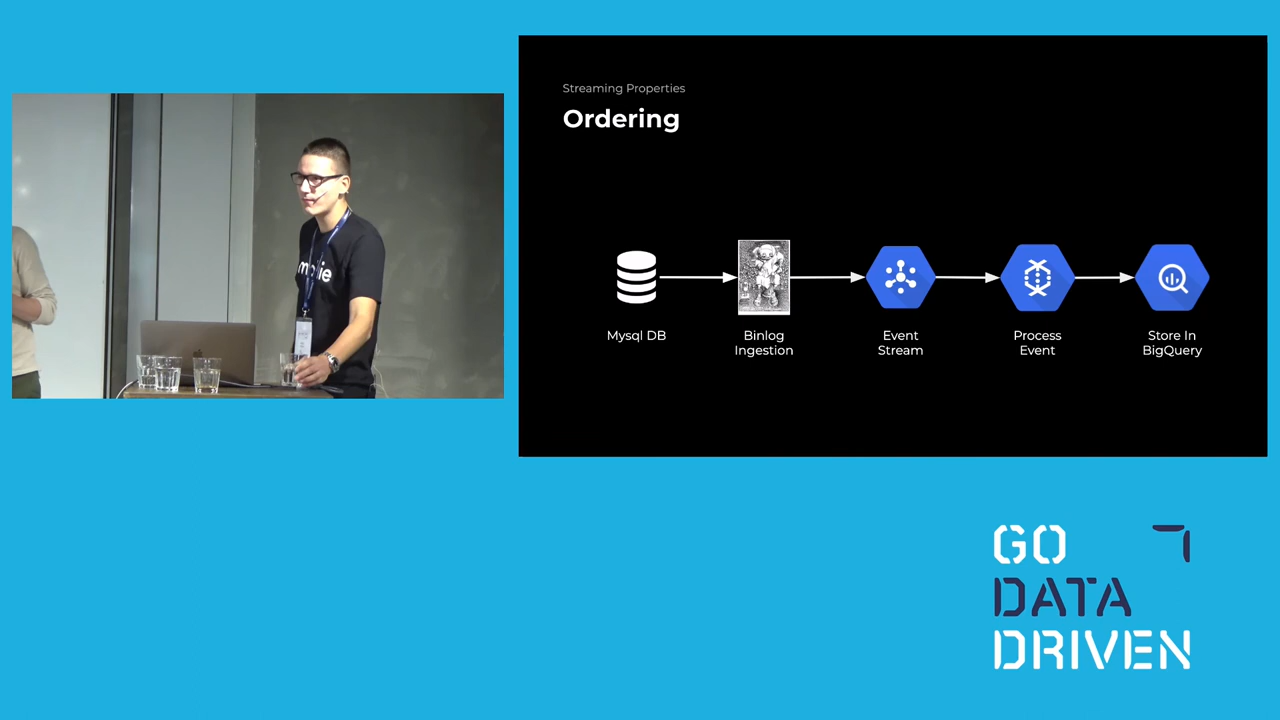 Streaming Properties
Ordering
Mysql DB
Binlog
Ingestion
Event
Stream
Process
Event
Store In
BigQuery
GO
DATA
DRIVEN